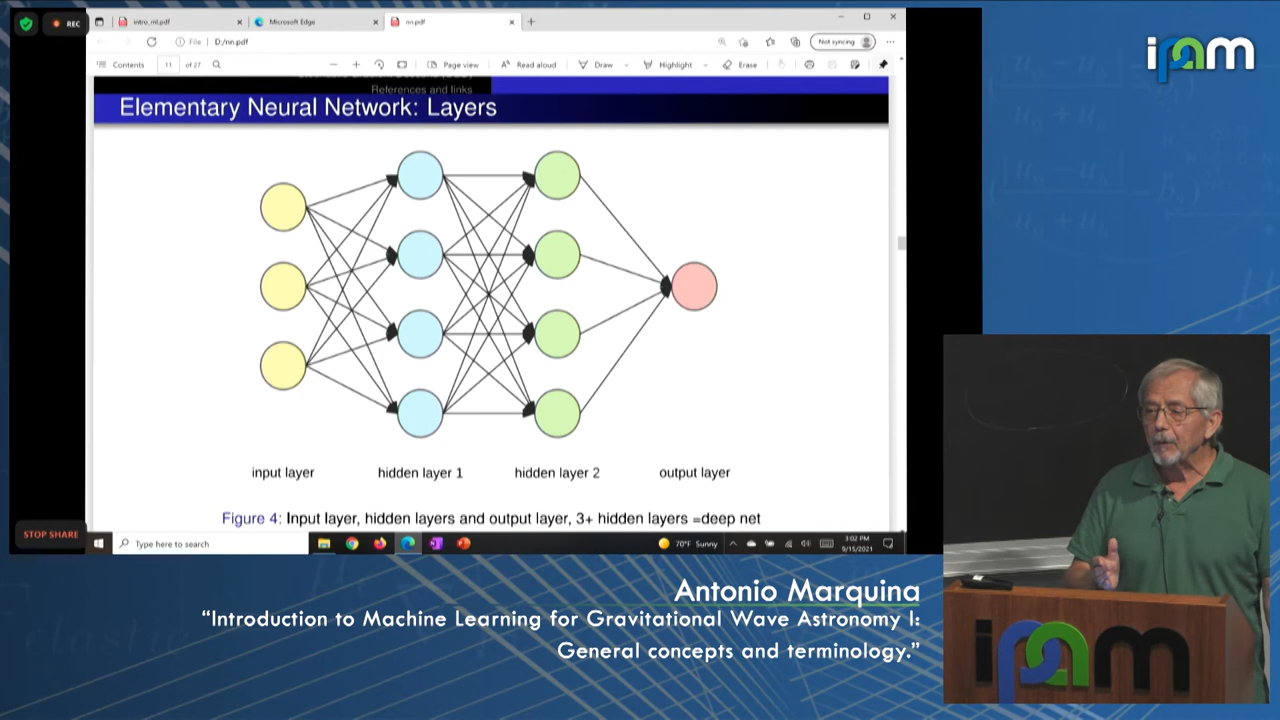 REC
intro_ml.pdf
Microsoft Edge
nn.pdf
File
D:/nn.pdf
Not syncing
Contents
11
of 27
Page view
Read aloud
Draw
Highlight
Erase
References and links
Elementary Neural Network: Layers
input layer
hidden layer 1
hidden layer 2
output layer
Figure 4: Input layer, hidden layers and output layer, 3+ hidden layers =deep net
STOP SHARE
Type here to search
70°F Sunny
3:02 PM
9/15/2021
ipam
ipam
Antonio Marquina
“Introduction to Machine Learning for Gravitational Wave Astronomy I:
General concepts and terminology.”